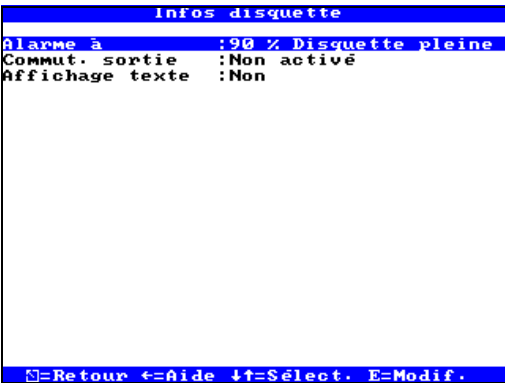 Infos disquette
Alarme à :90 % Disquette pleine
Commut. sortie :Non activé
Affichage texte :Non
⇱=Retour ←=Aide ↓↑=Sélect. E=Modif.